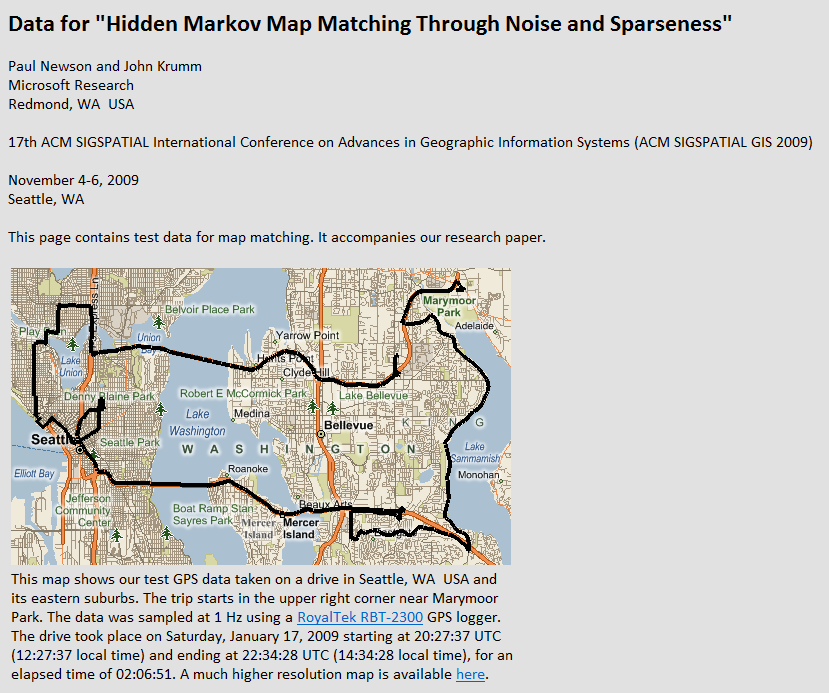 Data for "Hidden Markov Map Matching Through Noise and Sparseness"
Paul Newson and John Krumm
Microsoft Research
Redmond, WA  USA
17th ACM SIGSPATIAL International Conference on Advances in Geographic Information Systems (ACM SIGSPATIAL GIS 2009)
November 4-6, 2009
Seattle, WA
This page contains test data for map matching. It accompanies our research paper.
Express Ln
Belvoir Place Park
Marymoor
Park
Adelaide
Play
Union
Bay
Yarrow Point
Hunts Point
Lake
Union
Clyde Hill
Denny Blaine Park
Robert E McCormick Park
Lake Bellevue
Lake
Washington
Medina
Bellevue
K I N G
Seattle
Seattle Park
W A S H I N G T O N
Lake
Sammamish
Elliott Bay
Roanoke
Monohan
Jefferson
Community
Center
Boat Ramp Stan
Sayres Park
Beaux Arts
Mercer
Island
Mercer
Island
This map shows our test GPS data taken on a drive in Seattle, WA  USA and
its eastern suburbs. The trip starts in the upper right corner near Marymoor
Park. The data was sampled at 1 Hz using a RoyalTek RBT-2300 GPS logger.
The drive took place on Saturday, January 17, 2009 starting at 20:27:37 UTC
(12:27:37 local time) and ending at 22:34:28 UTC (14:34:28 local time), for an
elapsed time of 02:06:51. A much higher resolution map is available here.